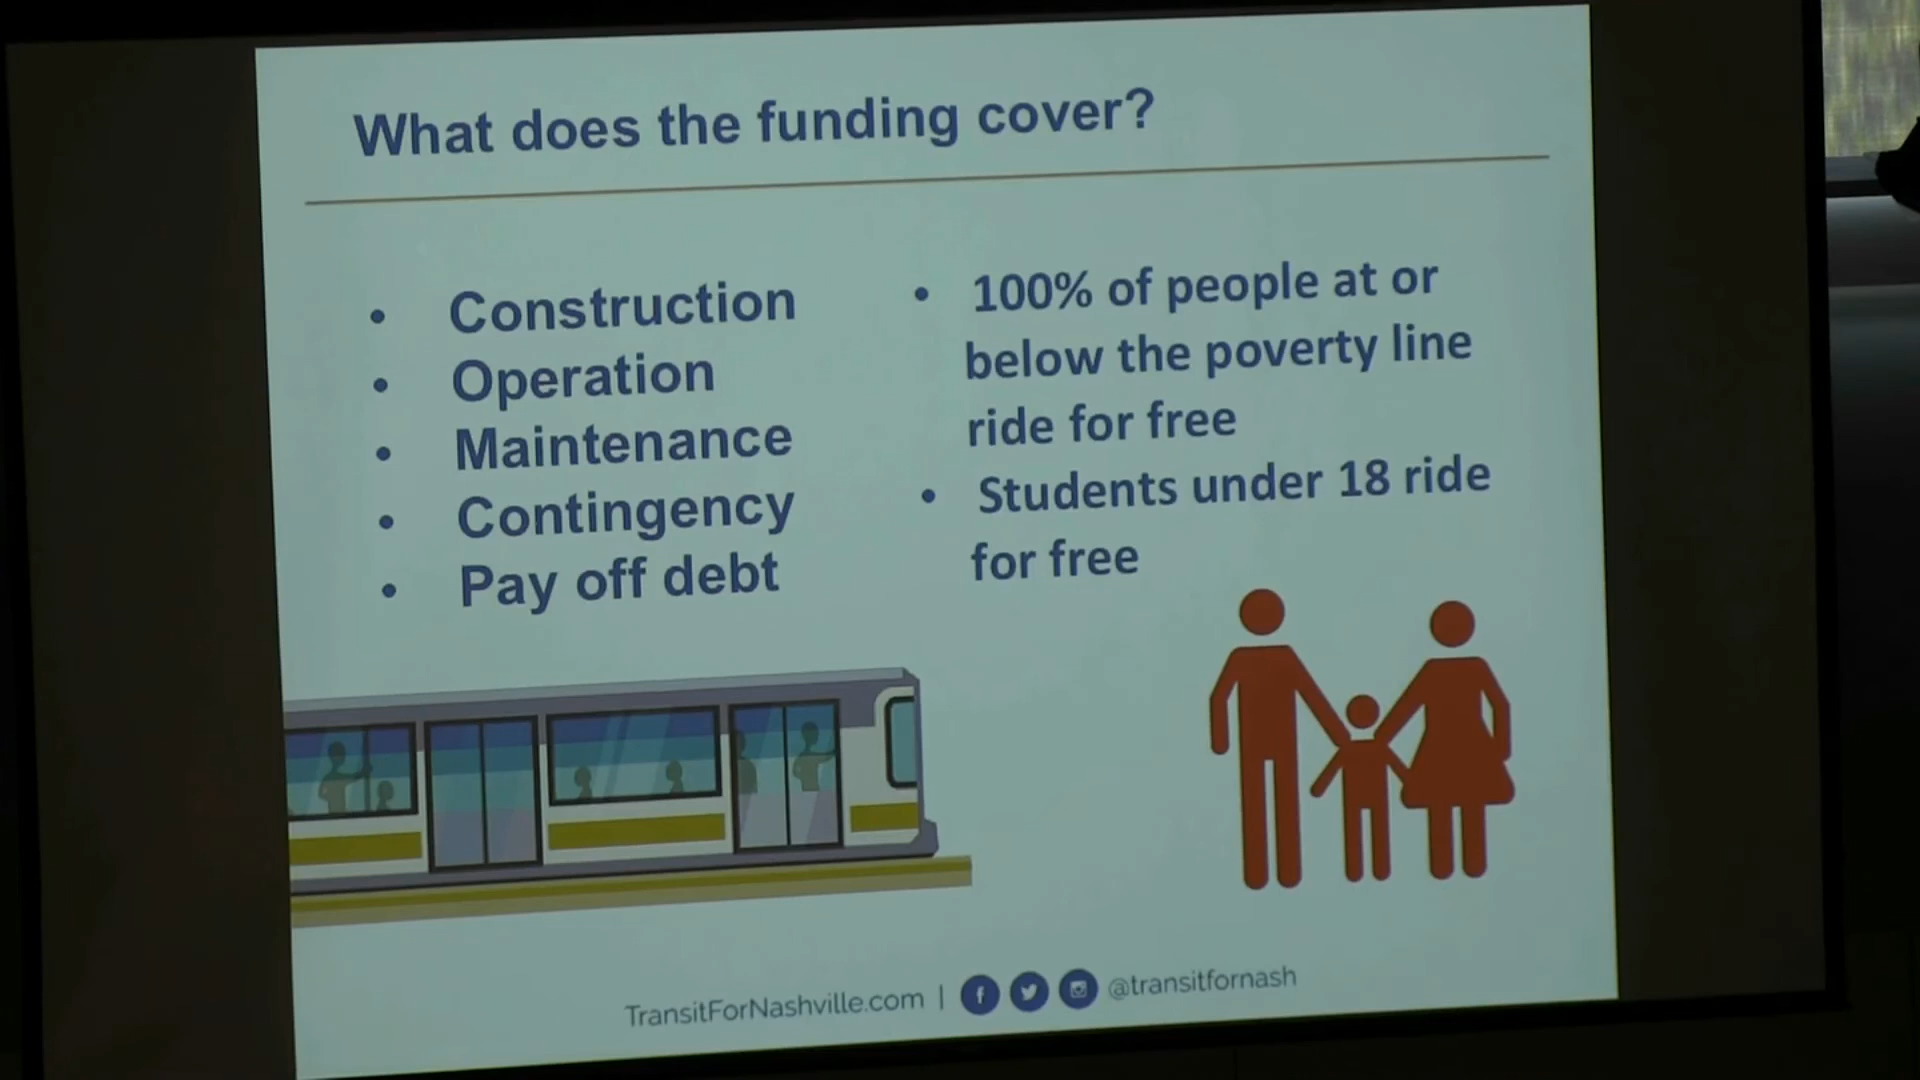 What does the funding cover?
• Construction
• Operation
• Maintenance
• Contingency
• Pay off debt
• 100% of people at or
below the poverty line
ride for free
• Students under 18 ride
for free
TransitForNashville.com | @transitfornash